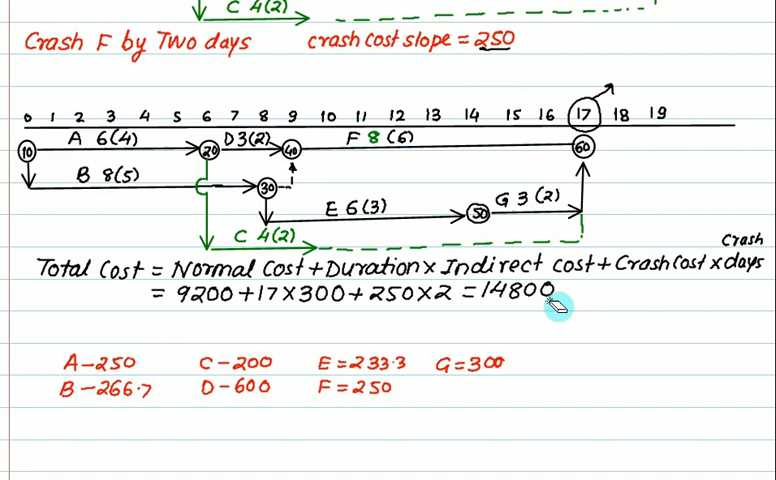 C 4(2)
Crash F by Two days crash cost slope = 250
0 1 2 3 4 5 6 7 8 9 10 11 12 13 14 15 16 17 18 19
A 6(4) D3(2) F 8 (6)
10 20 40 60
B 8(5)
30
E 6(3) 50 G 3 (2)
C 4(2)
Crash
Total Cost = Normal Cost + Duration × Indirect cost + Crash Cost × days
= 9200 + 17 × 300 + 250 × 2 = 14800
A-250 C-200 E=233.3 G=300
B-266.7 D-600 F=250